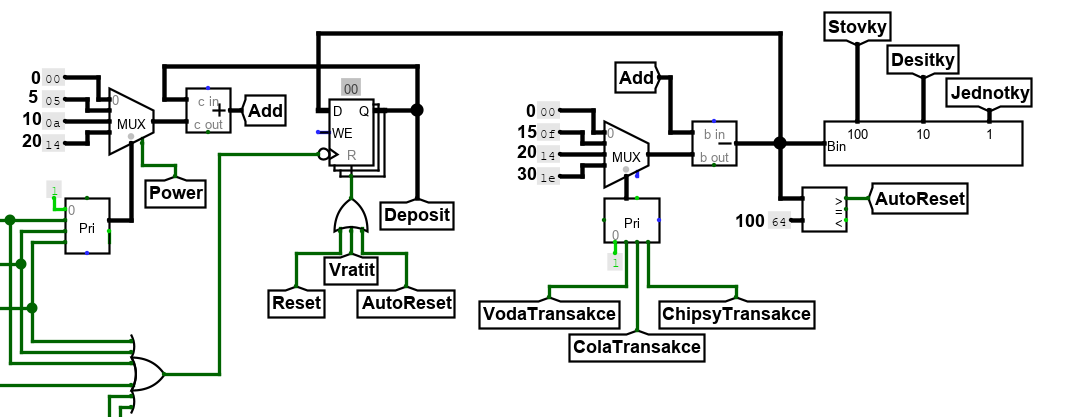 Stovky
Desitky
Jednotky
100 10 1
Bin
Add
0 00
5 05
10 0a
20 14
0
MUX
c in
+
c out
Add
00
D Q
WE
R
0 00
15 0f
20 14
30 1e
0
MUX
b in
−
b out
Power
1
0
Pri
Deposit
Vratit
Reset
AutoReset
Pri
0
1
VodaTransakce
ColaTransakce
ChipsyTransakce
100 64
>
=
<
AutoReset